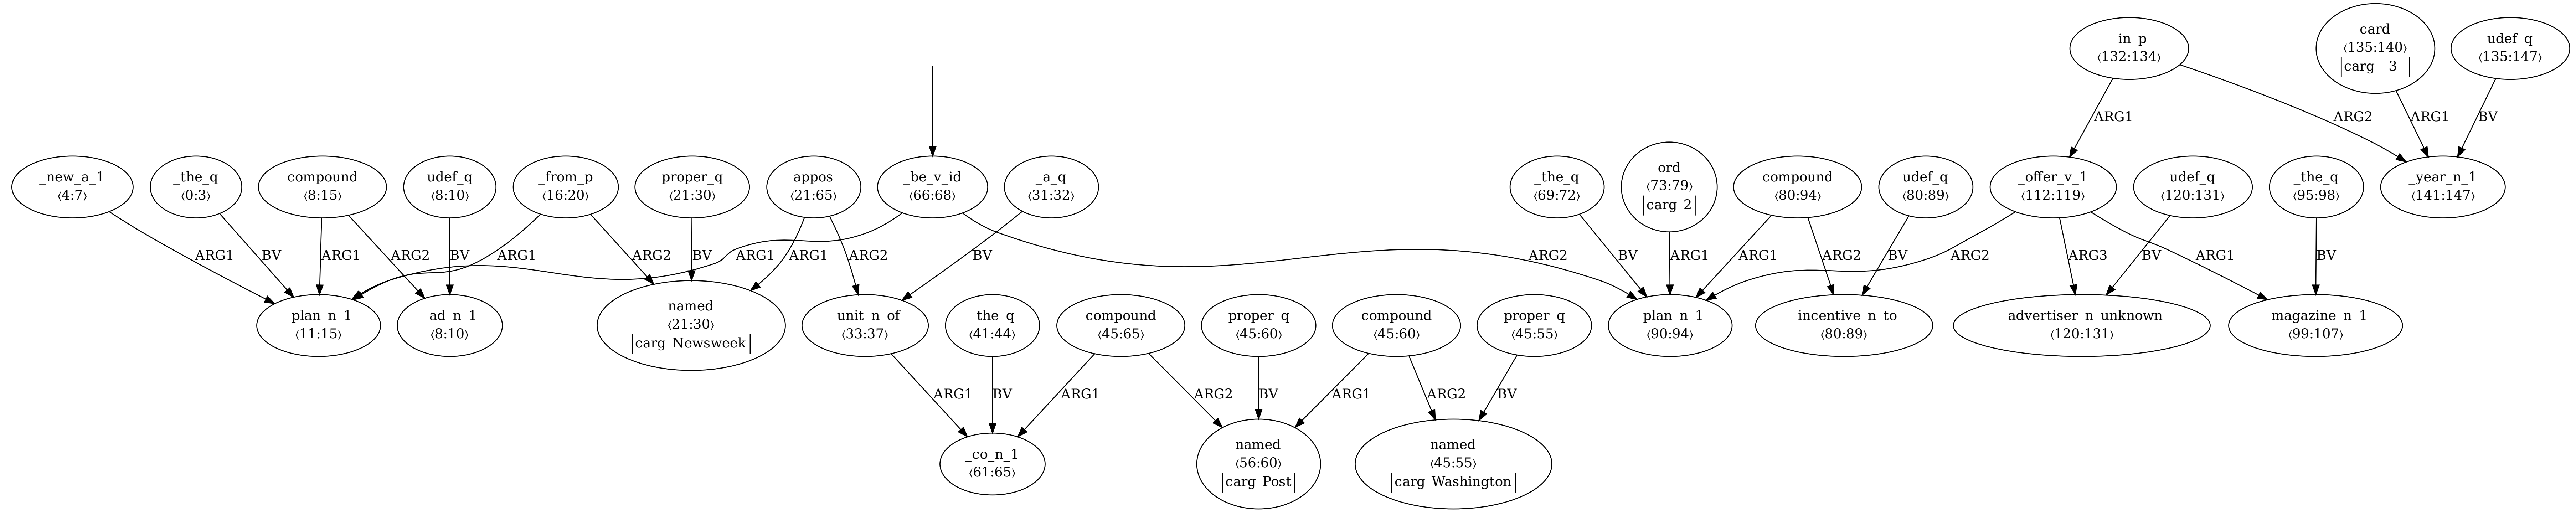 _in_p
⟨132:134⟩
card
⟨135:140⟩
carg 3
udef_q
⟨135:147⟩
ARG1
ARG2
ARG1
BV
_new_a_1
⟨4:7⟩
_the_q
⟨0:3⟩
compound
⟨8:15⟩
udef_q
⟨8:10⟩
_from_p
⟨16:20⟩
proper_q
⟨21:30⟩
appos
⟨21:65⟩
_be_v_id
⟨66:68⟩
_a_q
⟨31:32⟩
_the_q
⟨69:72⟩
ord
⟨73:79⟩
carg 2
compound
⟨80:94⟩
udef_q
⟨80:89⟩
_offer_v_1
⟨112:119⟩
udef_q
⟨120:131⟩
_the_q
⟨95:98⟩
_year_n_1
⟨141:147⟩
ARG1
BV
ARG1
ARG2
BV
ARG1
ARG2
BV
ARG1
ARG1
ARG2
BV
ARG2
BV
ARG1
ARG1
ARG2
BV
ARG2
ARG3
BV
ARG1
BV
_plan_n_1
⟨11:15⟩
_ad_n_1
⟨8:10⟩
named
⟨21:30⟩
carg Newsweek
_unit_n_of
⟨33:37⟩
_the_q
⟨41:44⟩
compound
⟨45:65⟩
proper_q
⟨45:60⟩
compound
⟨45:60⟩
proper_q
⟨45:55⟩
_plan_n_1
⟨90:94⟩
_incentive_n_to
⟨80:89⟩
_advertiser_n_unknown
⟨120:131⟩
_magazine_n_1
⟨99:107⟩
ARG1
BV
ARG1
ARG2
BV
ARG1
ARG2
BV
_co_n_1
⟨61:65⟩
named
⟨56:60⟩
carg Post
named
⟨45:55⟩
carg Washington